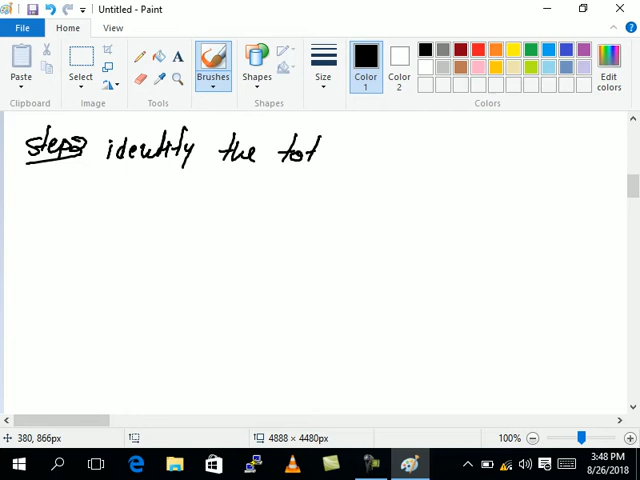 Untitled - Paint
File Home View
Paste Select Brushes Shapes Size Color 1 Color 2 Edit colors
Clipboard Image Tools Shapes Colors
identify the tot
380, 866px 4888 × 4480px 100%
3:48 PM
8/26/2018